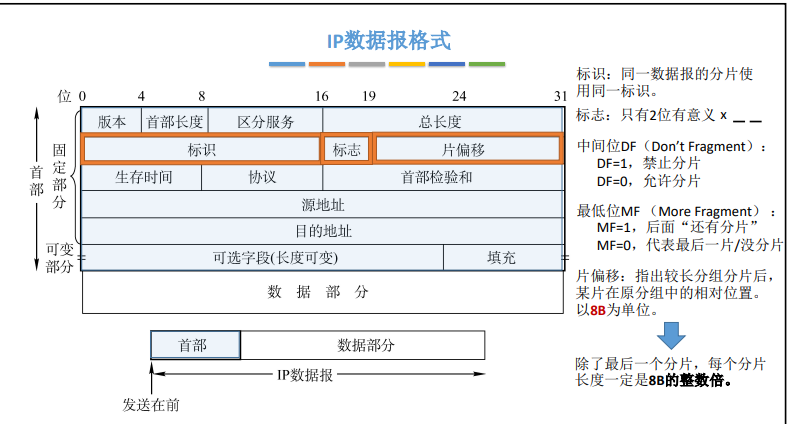 IP数据报格式
位 0 4 8 16 19 24 31
版本 首部长度 区分服务 总长度
标识 标志 片偏移
生存时间 协议 首部检验和
源地址
目的地址
可选字段(长度可变) 填充
数 据 部 分
首部
固定部分
可变部分
首部 数据部分
IP数据报
发送在前
标识：同一数据报的分片使
用同一标识。
标志：只有2位有意义 x _ _
中间位DF（Don't Fragment）：
DF=1，禁止分片
DF=0，允许分片
最低位MF （More Fragment）：
MF=1，后面“还有分片”
MF=0，代表最后一片/没分片
片偏移：指出较长分组分片后，
某片在原分组中的相对位置。
以8B为单位。
除了最后一个分片，每个分片
长度一定是8B的整数倍。